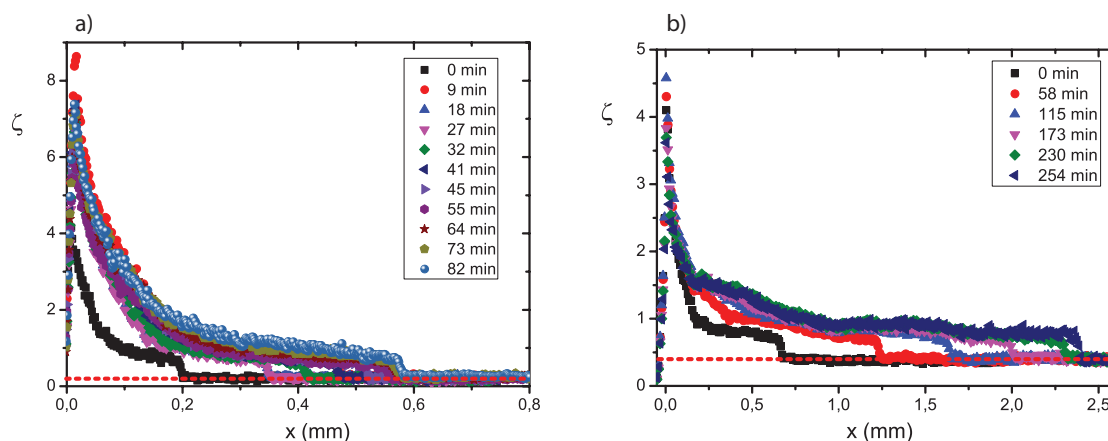 a)
ζ
8
6
4
2
0
0,0 0,2 0,4 0,6 0,8
x (mm)
0 min
9 min
18 min
27 min
32 min
41 min
45 min
55 min
64 min
73 min
82 min
b)
ζ
5
4
3
2
1
0
0,0 0,5 1,0 1,5 2,0 2,5
x (mm)
0 min
58 min
115 min
173 min
230 min
254 min